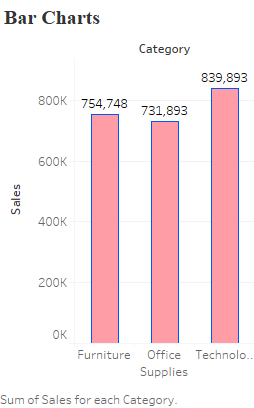 Bar Charts
Category
839,893
754,748
731,893
800K
600K
400K
200K
0K
Sales
Furniture
Office
Supplies
Technolo..
Sum of Sales for each Category.